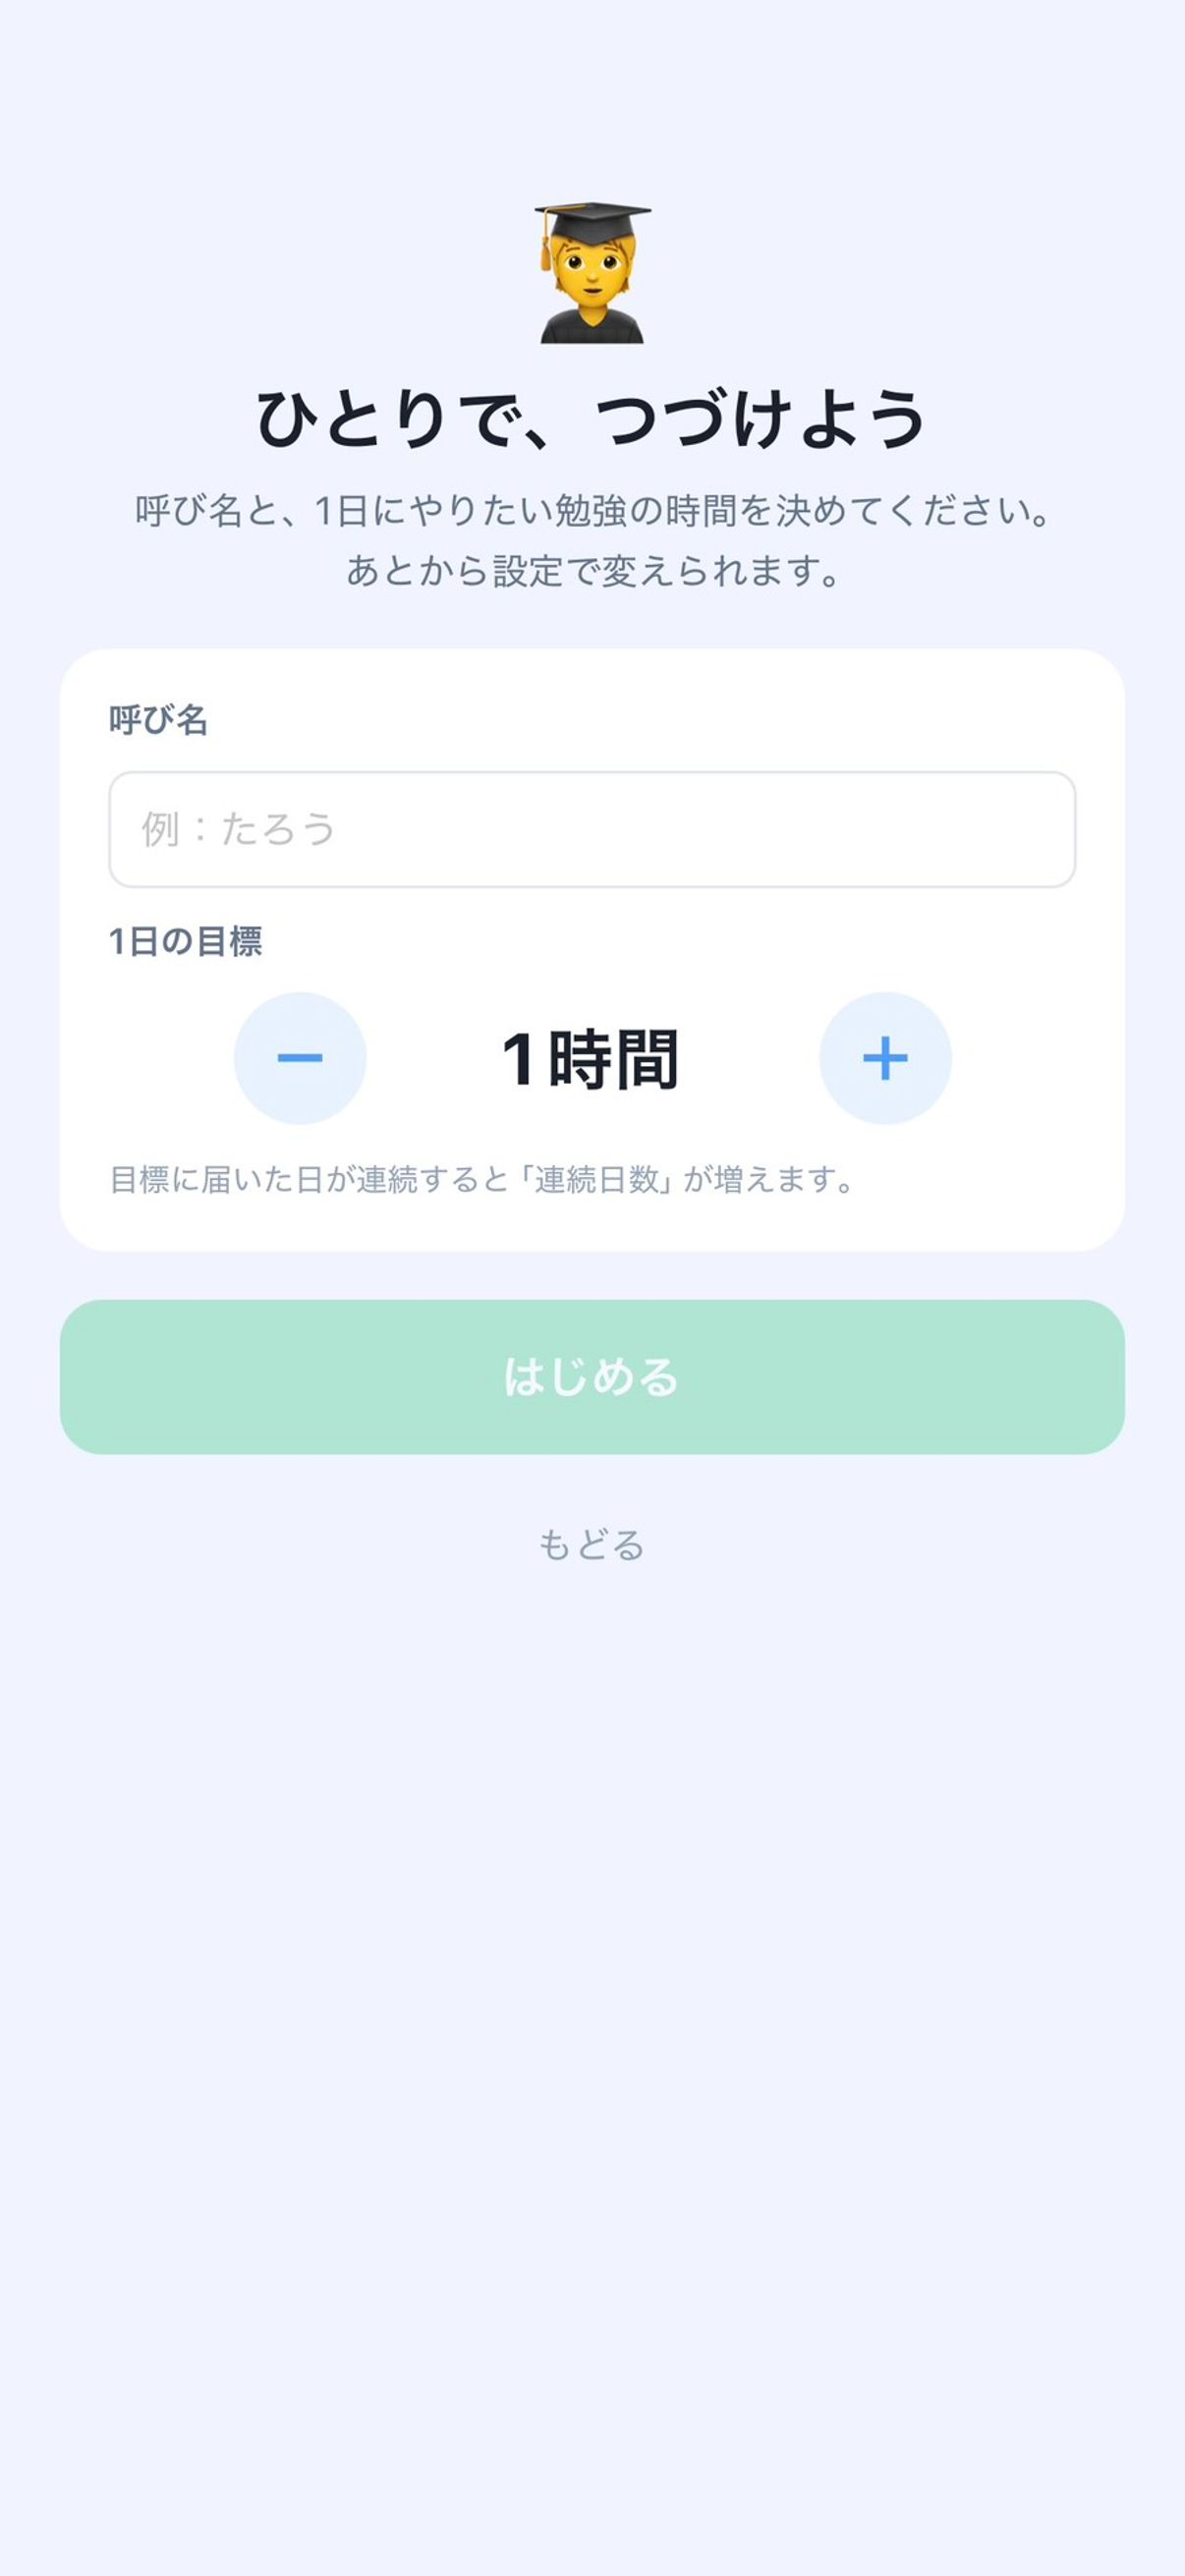 ひとりで、つづけよう
呼び名と、1日にやりたい勉強の時間を決めてください。
あとから設定で変えられます。
呼び名
例：たろう
1日の目標
− 1時間 +
目標に届いた日が連続すると「連続日数」が増えます。
はじめる
もどる